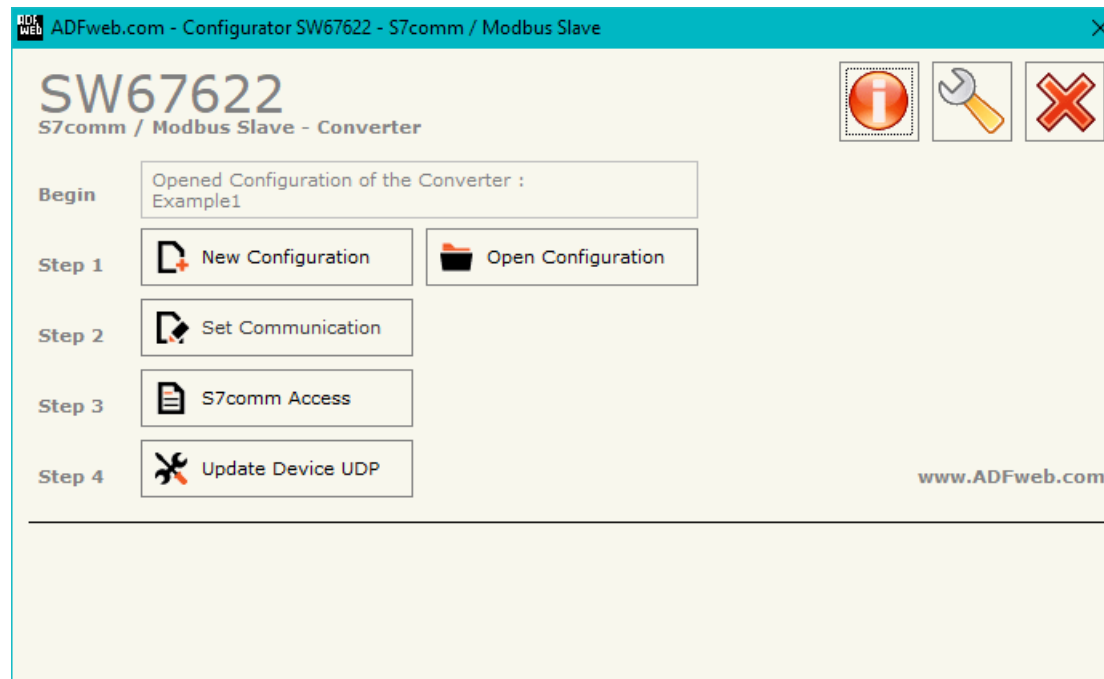 ADF
WEB
ADFweb.com - Configurator SW67622 - S7comm / Modbus Slave
SW67622
S7comm / Modbus Slave - Converter
Begin
Opened Configuration of the Converter :
Example1
Step 1
New Configuration
Open Configuration
Step 2
Set Communication
Step 3
S7comm Access
Step 4
Update Device UDP
www.ADFweb.com